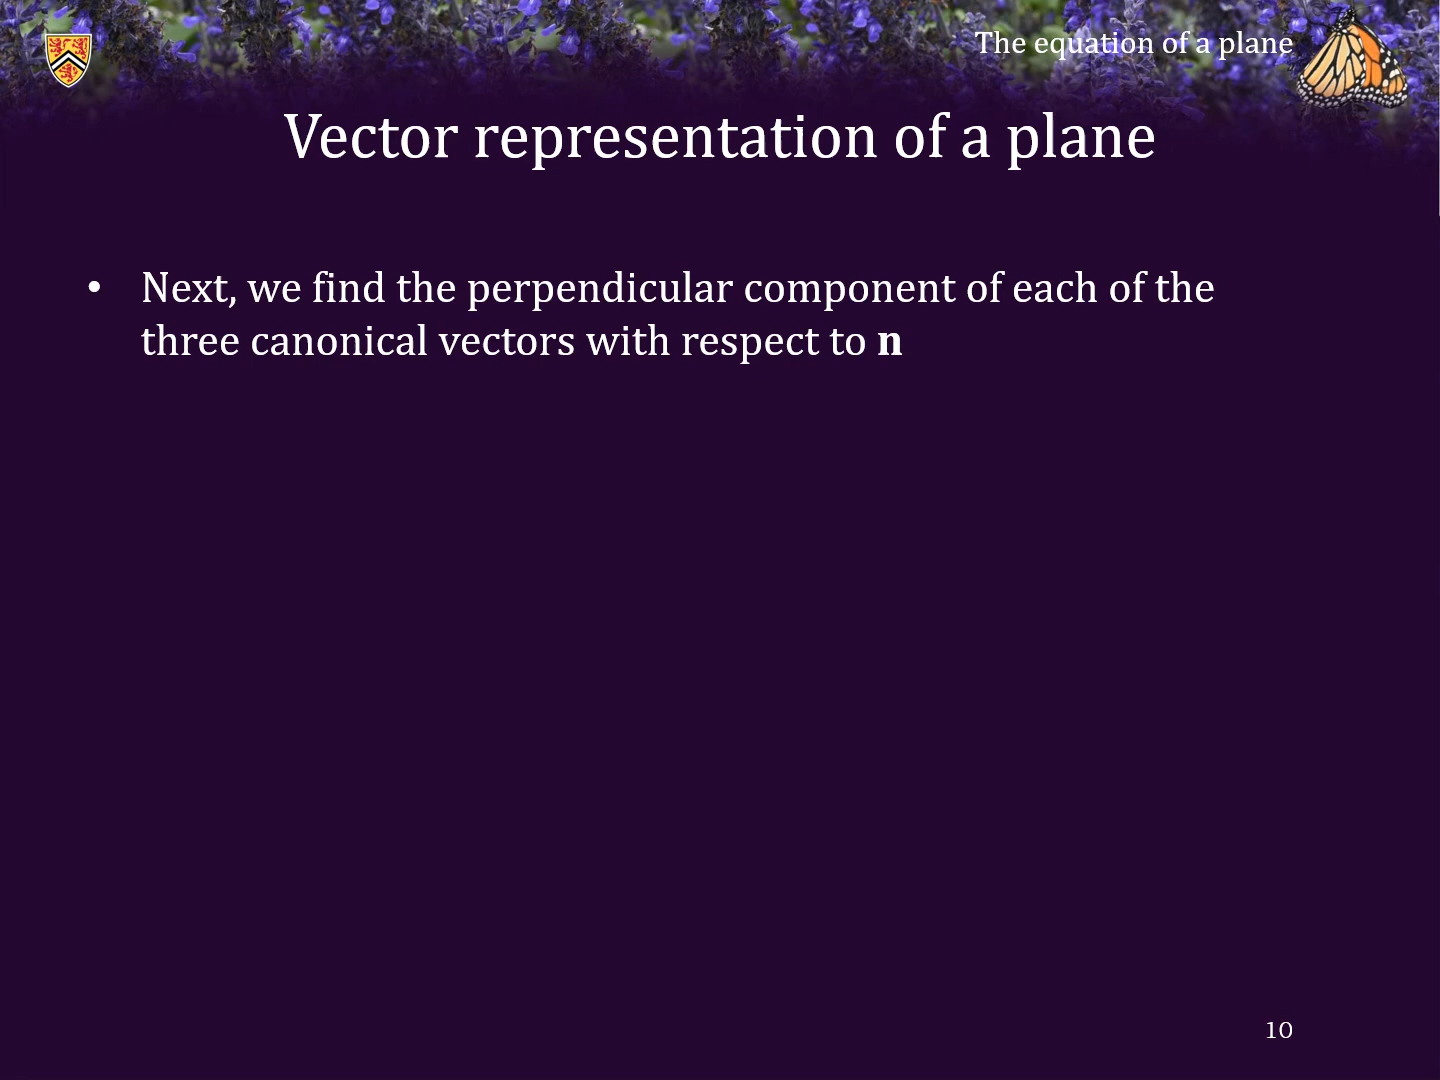 The equation of a plane
Vector representation of a plane
• Next, we find the perpendicular component of each of the
three canonical vectors with respect to n
10